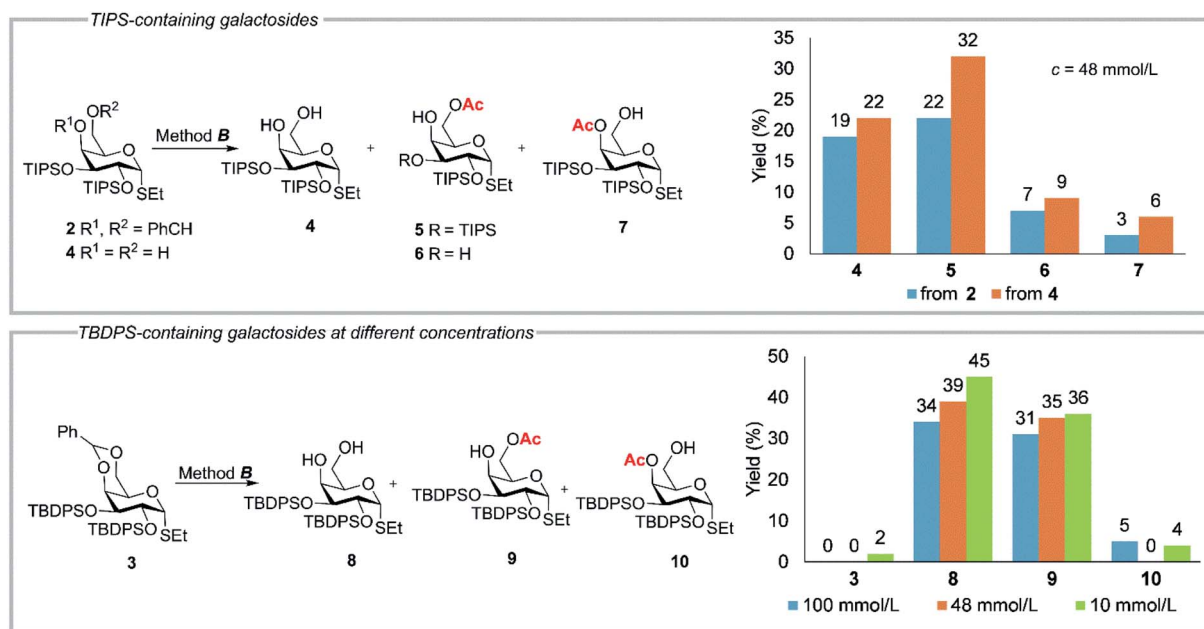 TIPS-containing galactosides
OR²
R¹O
O
TIPSO
TIPSO
SEt
2 R¹, R² = PhCH
4 R¹ = R² = H
Method B
OH
HO
O
TIPSO
TIPSO
SEt
4
+
OAc
HO
O
RO
TIPSO
SEt
5 R = TIPS
6 R = H
+
OH
AcO
O
TIPSO
TIPSO
SEt
7
Yield (%)
35
30
25
20
15
10
5
0
c = 48 mmol/L
19
22
22
32
7
9
3
6
4 5 6 7
from 2 from 4
TBDPS-containing galactosides at different concentrations
Ph
O
O
O
TBDPSO
TBDPSO
SEt
3
Method B
OH
HO
O
TBDPSO
TBDPSO
SEt
8
+
OAc
HO
O
TBDPSO
TBDPSO
SEt
9
+
OH
AcO
O
TBDPSO
TBDPSO
SEt
10
Yield (%)
50
40
30
20
10
0
0 0 2
34 39 45
31 35 36
5 0 4
3 8 9 10
100 mmol/L 48 mmol/L 10 mmol/L